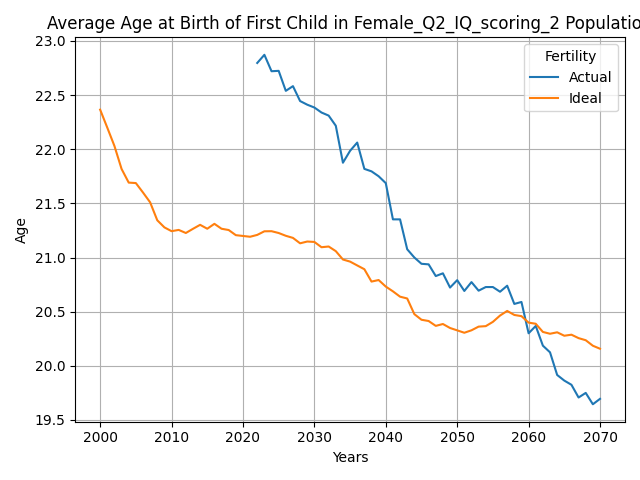 Average Age at Birth of First Child in Female_Q2_IQ_scoring_2 Populatio
23.0
22.5
22.0
21.5
21.0
20.5
20.0
19.5
Age
Fertility
Actual
Ideal
2000 2010 2020 2030 2040 2050 2060 2070
Years